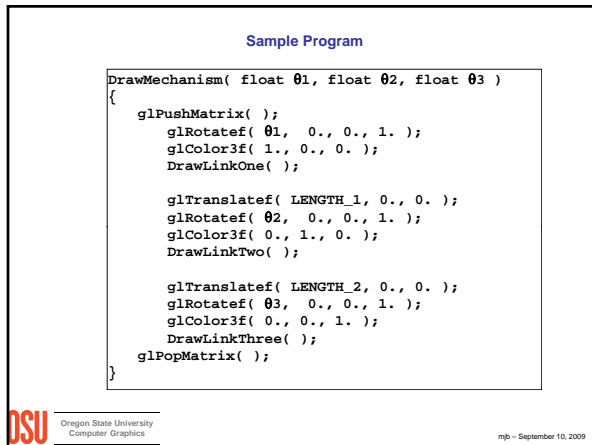 Sample Program
DrawMechanism( float θ1, float θ2, float θ3 )
{
glPushMatrix( );
glRotatef( θ1, 0., 0., 1. );
glColor3f( 1., 0., 0. );
DrawLinkOne( );
glTranslatef( LENGTH_1, 0., 0. );
glRotatef( θ2, 0., 0., 1. );
glColor3f( 0., 1., 0. );
DrawLinkTwo( );
glTranslatef( LENGTH_2, 0., 0. );
glRotatef( θ3, 0., 0., 1. );
glColor3f( 0., 0., 1. );
DrawLinkThree( );
glPopMatrix( );
}
OSU
Oregon State University
Computer Graphics
mjb – September 10, 2009